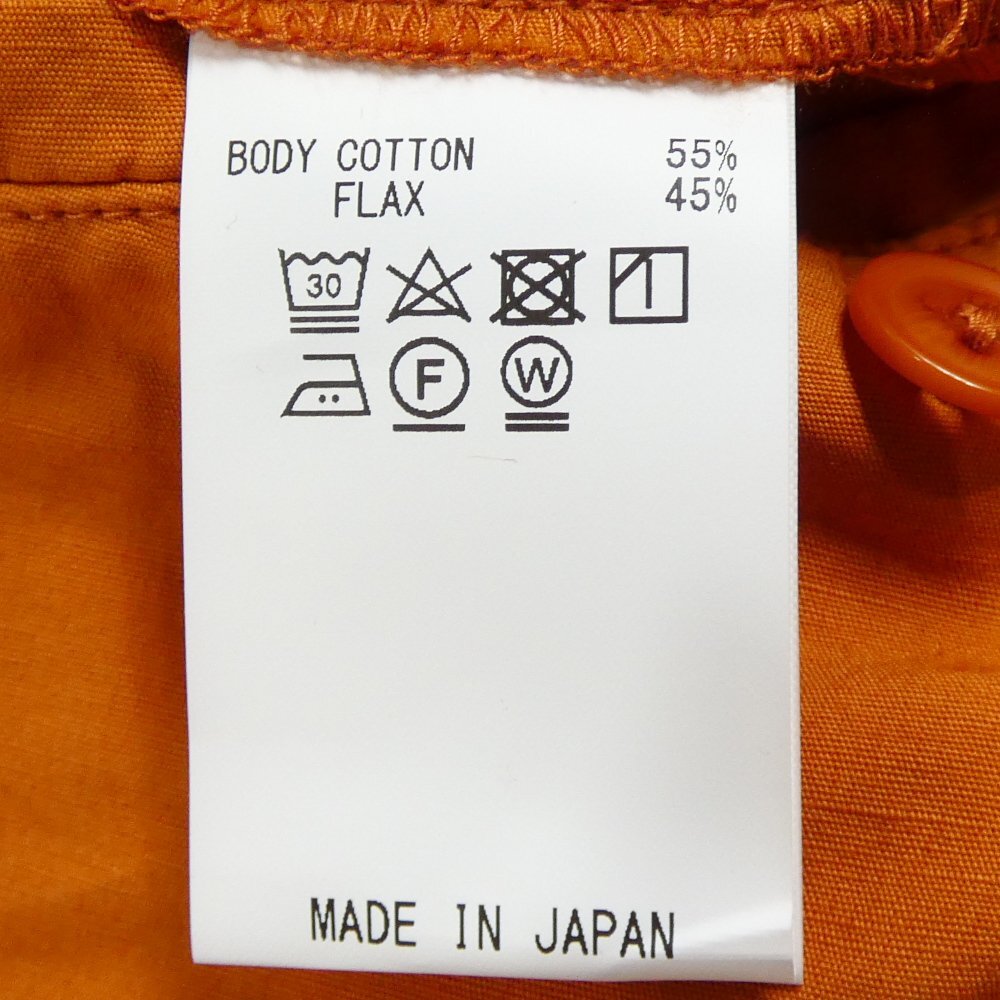 BODY COTTON 55%
FLAX 45%
30
F W
MADE IN JAPAN